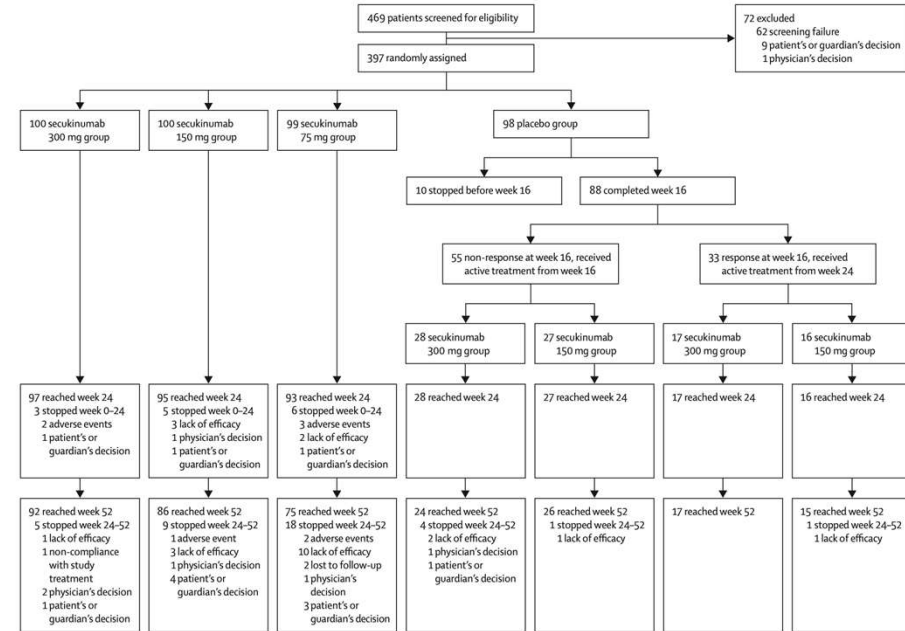 469 patients screened for eligibility
72 excluded
62 screening failure
9 patient's or guardian's decision
1 physician's decision
397 randomly assigned
100 secukinumab
300 mg group
100 secukinumab
150 mg group
99 secukinumab
75 mg group
98 placebo group
10 stopped before week 16
88 completed week 16
55 non-response at week 16, received
active treatment from week 16
33 response at week 16, received
active treatment from week 24
28 secukinumab
300 mg group
27 secukinumab
150 mg group
17 secukinumab
300 mg group
16 secukinumab
150 mg group
97 reached week 24
3 stopped week 0–24
2 adverse events
1 patient's or
guardian's decision
95 reached week 24
5 stopped week 0–24
3 lack of efficacy
1 physician's decision
1 patient's or
guardian's decision
93 reached week 24
6 stopped week 0–24
3 adverse events
2 lack of efficacy
1 patient's or
guardian's decision
28 reached week 24
27 reached week 24
17 reached week 24
16 reached week 24
92 reached week 52
5 stopped week 24–52
1 lack of efficacy
1 non-compliance
with study
treatment
2 physician's decision
1 patient's or
guardian's decision
86 reached week 52
9 stopped week 24–52
1 adverse event
3 lack of efficacy
1 physician's decision
4 patient's or
guardian's decision
75 reached week 52
18 stopped week 24–52
2 adverse events
10 lack of efficacy
2 lost to follow-up
1 physician's
decision
3 patient's or
guardian's decision
24 reached week 52
4 stopped week 24–52
2 lack of efficacy
1 physician's decision
1 patient's or
guardian's decision
26 reached week 52
1 stopped week 24–52
1 lack of efficacy
17 reached week 52
15 reached week 52
1 stopped week 24–52
1 lack of efficacy